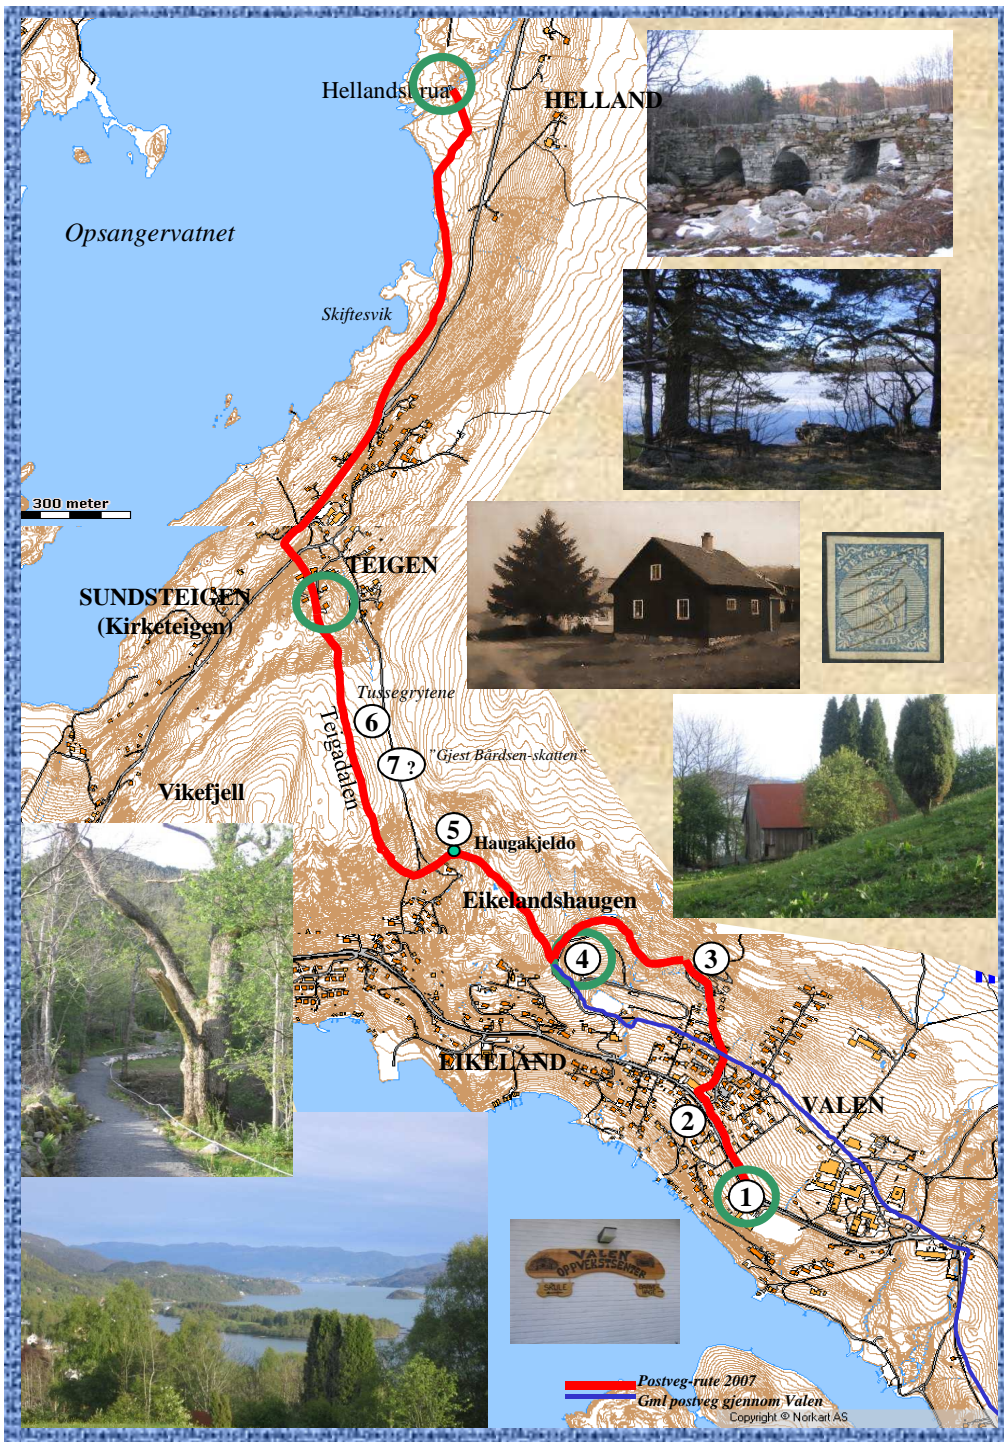 Hellandsbrua
HELLAND
Opsangervatnet
Skiftesvik
300 meter
TEIGEN
SUNDSTEIGEN
(Kirketeigen)
Tussegrytene
6
Teigadalen
7 ?
"Gjest Bårdsen-skatten"
Vikefjell
5
Haugakjeldo
Eikelandshaugen
4
3
EIKELAND
VALEN
2
1
VALEN
OPPVEKSTSENTER
SKULE
Postveg-rute 2007
Gml postveg gjennom Valen
Copyright © Norkart AS